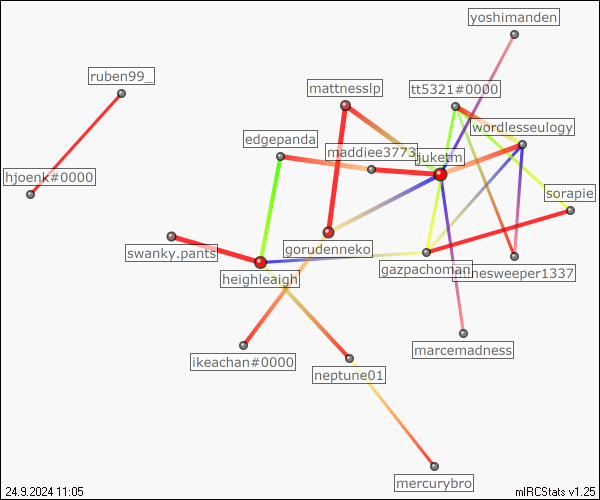 yoshimanden
ruben99_
mattnesslp
tt5321#0000
wordlesseulogy
edgepanda
maddiee3773
juketm
hjoenk#0000
sorapie
swanky.pants
gorudenneko
gazpachoman
minesweeper1337
heighleaigh
marcemadness
ikeachan#0000
neptune01
mercurybro
24.9.2024 11:05
mIRCStats v1.25